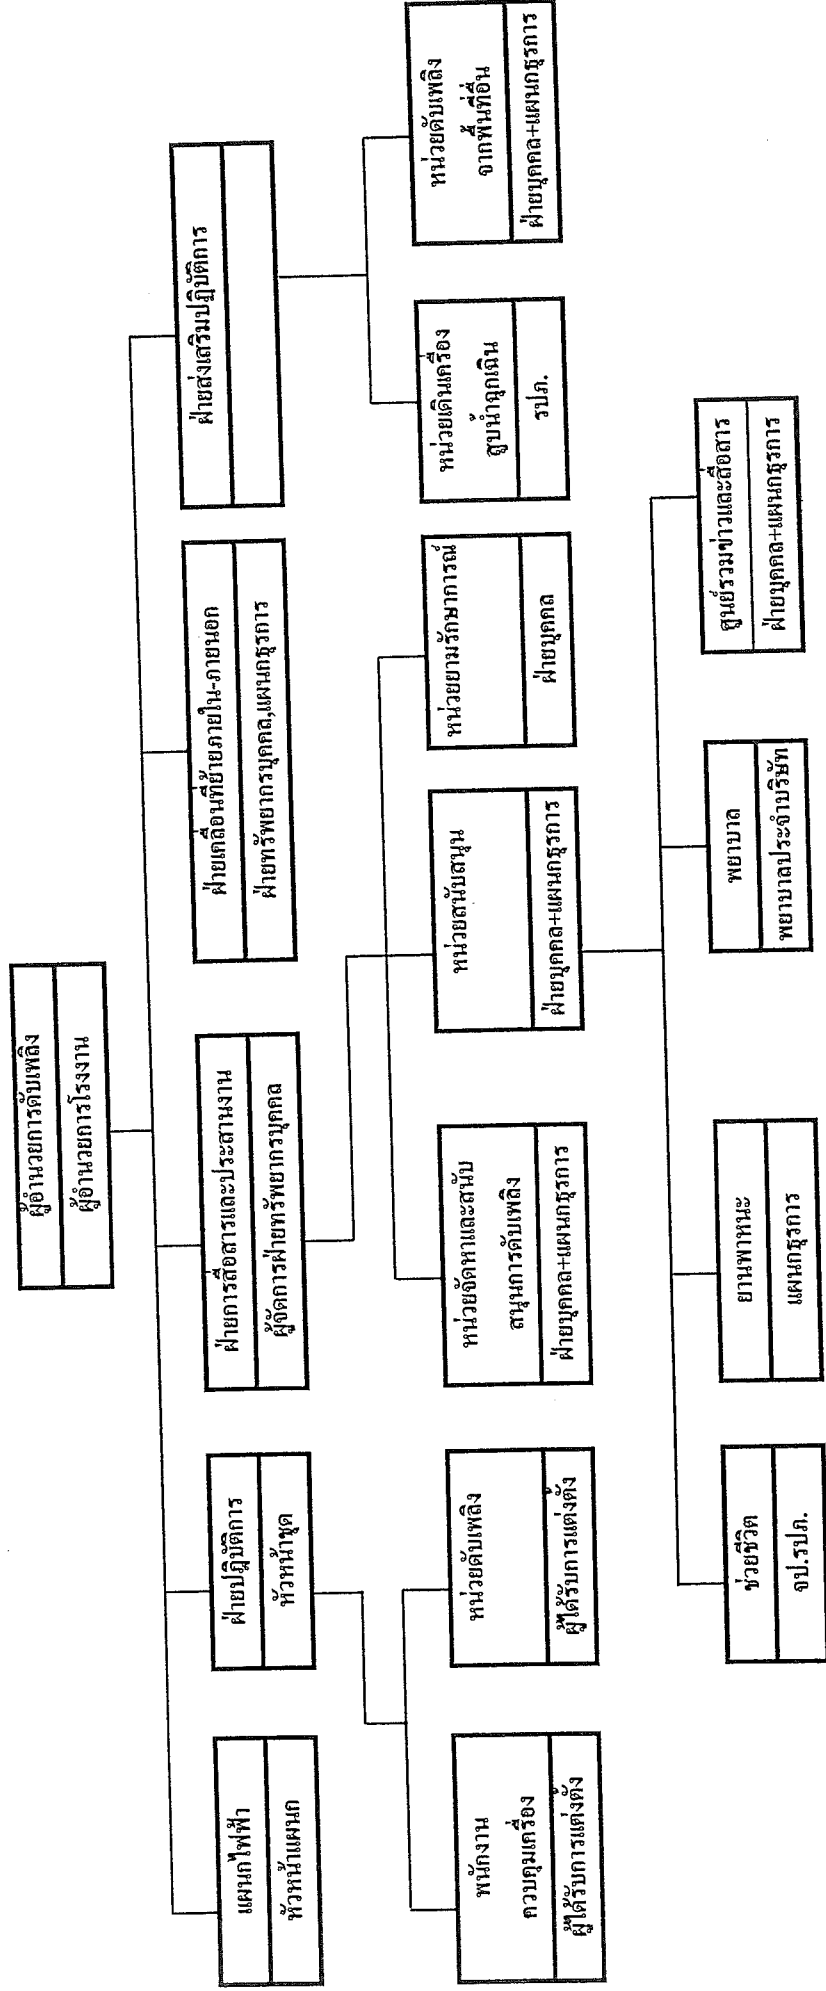 ผู้อำนวยการดับเพลิง
ผู้อำนวยการโรงงาน
แผนกไฟฟ้า
หัวหน้าแผนก
ฝ่ายปฏิบัติการ
หัวหน้าชุด
ฝ่ายการสื่อสารและประสานงาน
ผู้จัดการฝ่ายทรัพยากรบุคคล
ฝ่ายเคลื่อนที่ย้ายภายใน-ภายนอก
ฝ่ายทรัพยากรบุคคล,แผนกธุรการ
ฝ่ายส่งเสริมปฏิบัติการ
พนักงาน
ควบคุมเครื่อง
ผู้ได้รับการแต่งตั้ง
หน่วยดับเพลิง
ผู้ได้รับการแต่งตั้ง
หน่วยจัดหาและสนับ
สนุนการดับเพลิง
ฝ่ายบุคคล+แผนกธุรการ
หน่วยสนับสนุน
ฝ่ายบุคคล+แผนกธุรการ
หน่วยยามรักษาการณ์
ฝ่ายบุคคล
หน่วยเดินเครื่อง
สูบน้ำฉุกเฉิน
รปภ.
หน่วยดับเพลิง
จากพื้นที่อื่น
ฝ่ายบุคคล+แผนกธุรการ
ช่วยชีวิต
จป.รปภ.
ยานพาหนะ
แผนกธุรการ
พยาบาล
พยาบาลประจำบริษัท
ศูนย์รวมข่าวและสื่อสาร
ฝ่ายบุคคล+แผนกธุรการ